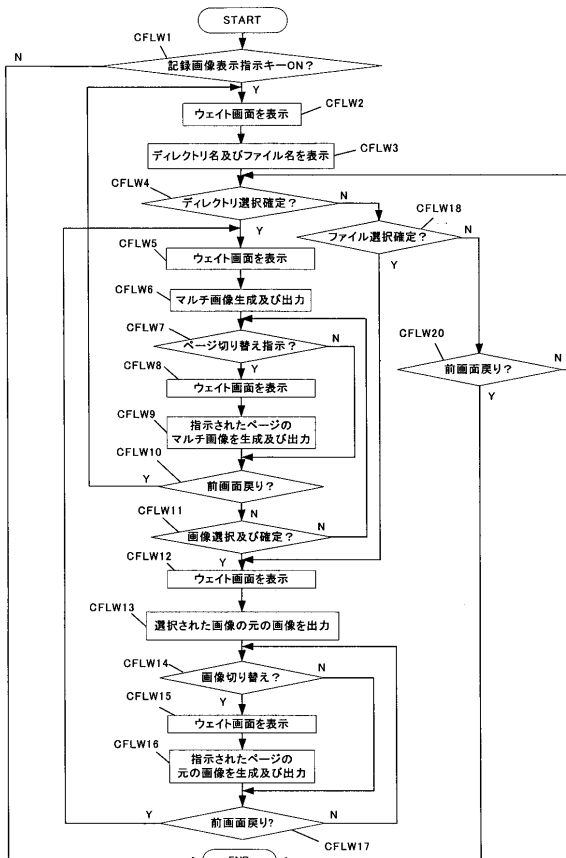 START
CFLW1
N
記録画像表示指示キーON?
Y
CFLW2
ウェイト画面を表示
CFLW3
ディレクトリ名及びファイル名を表示
CFLW4
ディレクトリ選択確定?
N
Y
CFLW18
ファイル選択確定?
N
Y
CFLW5
ウェイト画面を表示
CFLW6
マルチ画像生成及び出力
CFLW7
ページ切り替え指示?
N
Y
CFLW20
前画面戻り?
N
Y
CFLW8
ウェイト画面を表示
CFLW9
指示されたページの
マルチ画像を生成及び出力
CFLW10
Y
前画面戻り?
N
CFLW11
画像選択及び確定?
N
Y
CFLW12
ウェイト画面を表示
CFLW13
選択された画像の元の画像を出力
CFLW14
画像切り替え?
N
Y
CFLW15
ウェイト画面を表示
CFLW16
指示されたページの
元の画像を生成及び出力
Y
前画面戻り?
N
CFLW17
END